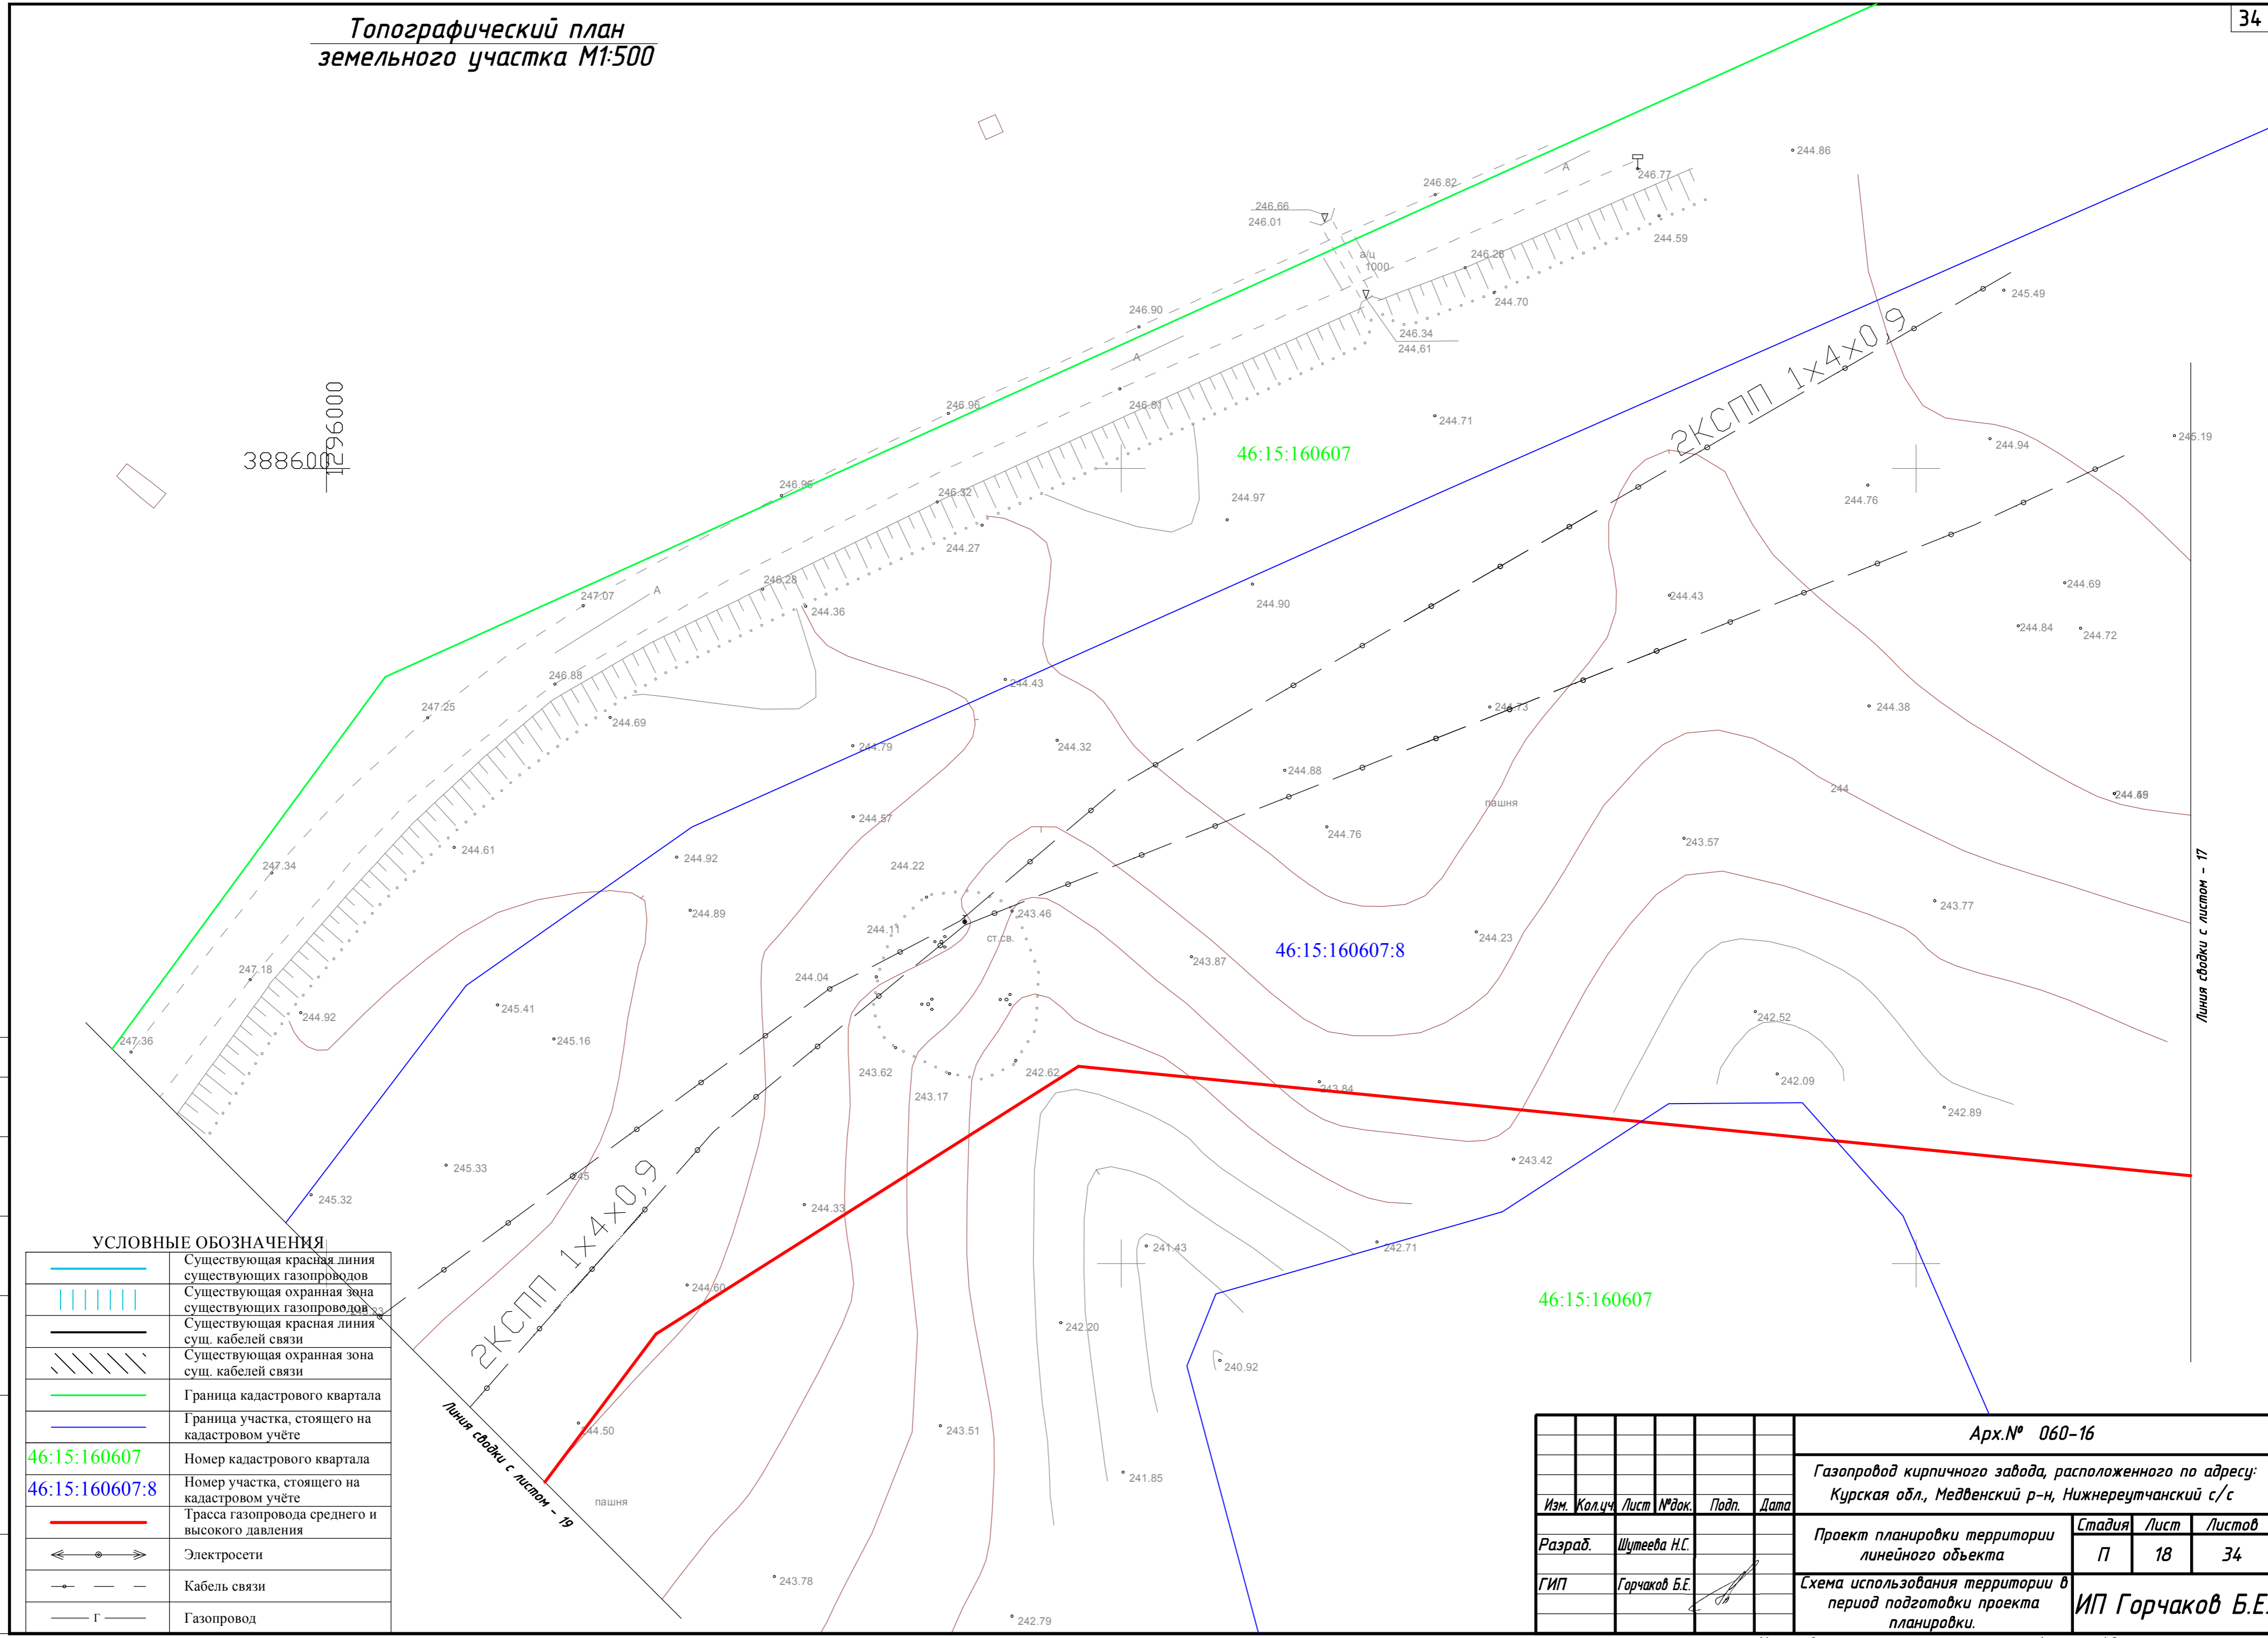 34
Топографический план
земельного участка М1:500
244.86
246.82
А
246.77
246.66
246.01
244.59
а/ц
1000
246.28
245.49
244.70
246.90
246.34
244.61
2КСПП 1х4х0,9
А
246.96
246.81
244.71
1296000
388600
46:15:160607
244.94
245.19
246.95
246.32
244.97
244.76
244.27
247.07
А
246.28
244.36
244.90
244.43
244.69
244.84
244.72
246.88
244.43
247.25
244.69
244.73
244.38
244.79
244.32
244.88
244
пашня
244.57
244.76
243.57
244.61
244.92
244.22
247.34
244.89
243.46
243.77
244.11
ст.св.
244.23
46:15:160607:8
243.87
Линия сводки с листом - 17
247.18
244.04
245.41
244.92
242.52
247.36
245.16
243.62
242.62
243.84
242.09
243.17
242.89
245.33
245
243.42
245.32
244.33
2КСПП 1х4х0,9
241.43
242.71
244.60
46:15:160607
242.20
240.92
244.50
243.51
Линия сводки с листом - 19
241.85
пашня
243.78
242.79
УСЛОВНЫЕ ОБОЗНАЧЕНИЯ
Существующая красная линия
существующих газопроводов
Существующая охранная зона
существующих газопроводов
Существующая красная линия
сущ. кабелей связи
Существующая охранная зона
сущ. кабелей связи
Граница кадастрового квартала
Граница участка, стоящего на
кадастровом учёте
46:15:160607 Номер кадастрового квартала
46:15:160607:8 Номер участка, стоящего на
кадастровом учёте
Трасса газопровода среднего и
высокого давления
Электросети
Кабель связи
Г Газопровод
Арх.№ 060-16
Газопровод кирпичного завода, расположенного по адресу:
Курская обл., Медвенский р-н, Нижнереутчанский с/с
Изм. Кол.уч Лист №док. Подп. Дата
Проект планировки территории
линейного объекта
Стадия Лист Листов
П 18 34
Разраб. Шутеева Н.С.
ГИП Горчаков Б.Е.
Схема использования территории в
период подготовки проекта
планировки.
ИП Горчаков Б.Е.